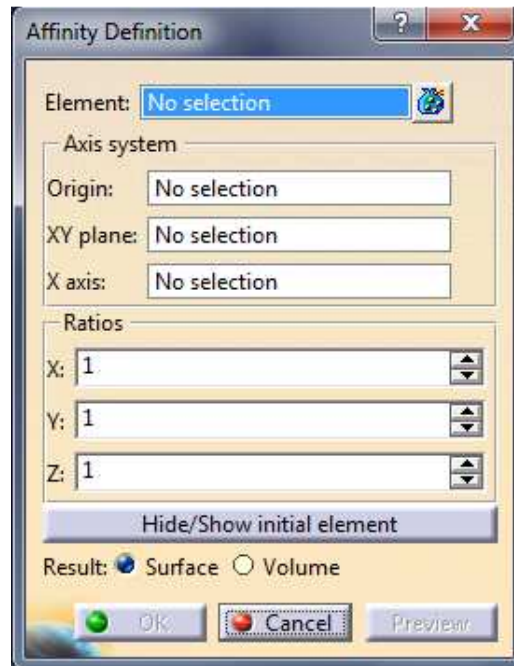 Affinity Definition ? X
Element: No selection
Axis system
Origin: No selection
XY plane: No selection
X axis: No selection
Ratios
X: 1
Y: 1
Z: 1
Hide/Show initial element
Result: Surface Volume
OK Cancel Preview